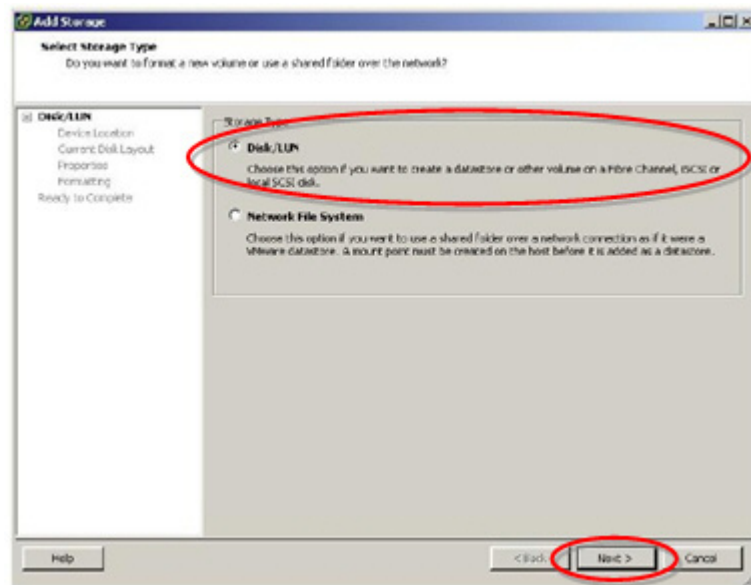 Add Storage
Select Storage Type
Do you want to format a new volume or use a shared folder over the network?
Disk/LUN
Device Location
Current Disk Layout
Properties
Formatting
Ready to Complete
Storage Type
Disk/LUN
Choose this option if you want to create a datastore or other volume on a Fibre Channel, iSCSI or
local SCSI disk.
Network File System
Choose this option if you want to use a shared folder over a network connection as if it were a
VMware datastore. A mount point must be created on the host before it is added as a datastore.
Help
< Back
Next >
Cancel